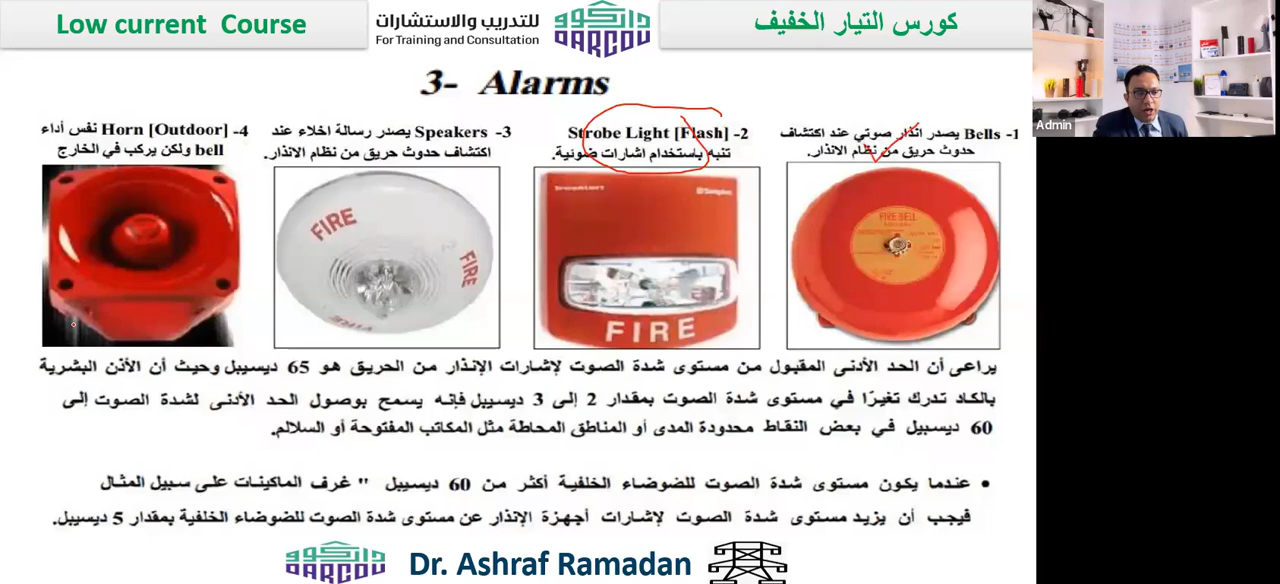 Low current Course
داركو
DARCOU
للتدريب والاستشارات
For Training and Consultation
كورس التيار الخفيف
Admin
3- Alarms
1- Bells يصدر انذار صوتي عند اكتشاف
حدوث حريق من نظام الانذار.
2- Strobe Light [Flash]
تنبه باستخدام اشارات ضوئية.
3- Speakers يصدر رسالة اخلاء عند
اكتشاف حدوث حريق من نظام الانذار.
4- Horn [Outdoor] نفس أداء
bell ولكن يركب في الخارج
FIRE BELL
FIRE
FIRE
FIRE
FIRE
يراعى أن الحد الأدنى المقبول من مستوى شدة الصوت لإشارات الإنذار من الحريق هو 65 ديسيبل وحيث أن الأذن البشرية
بالكاد تدرك تغيرًا في مستوى شدة الصوت بمقدار 2 إلى 3 ديسيبل فإنه يسمح بوصول الحد الأدنى لشدة الصوت إلى
60 ديسيبل في بعض النقاط محدودة المدى أو المناطق المحاطة مثل المكاتب المفتوحة أو السلالم.
• عندما يكون مستوى شدة الصوت للضوضاء الخلفية أكثر من 60 ديسيبل " غرف الماكينات على سبيل المثال
فيجب أن يزيد مستوى شدة الصوت لإشارات أجهزة الإنذار عن مستوى شدة الصوت للضوضاء الخلفية بمقدار 5 ديسيبل.
داركو
DARCOU
Dr. Ashraf Ramadan